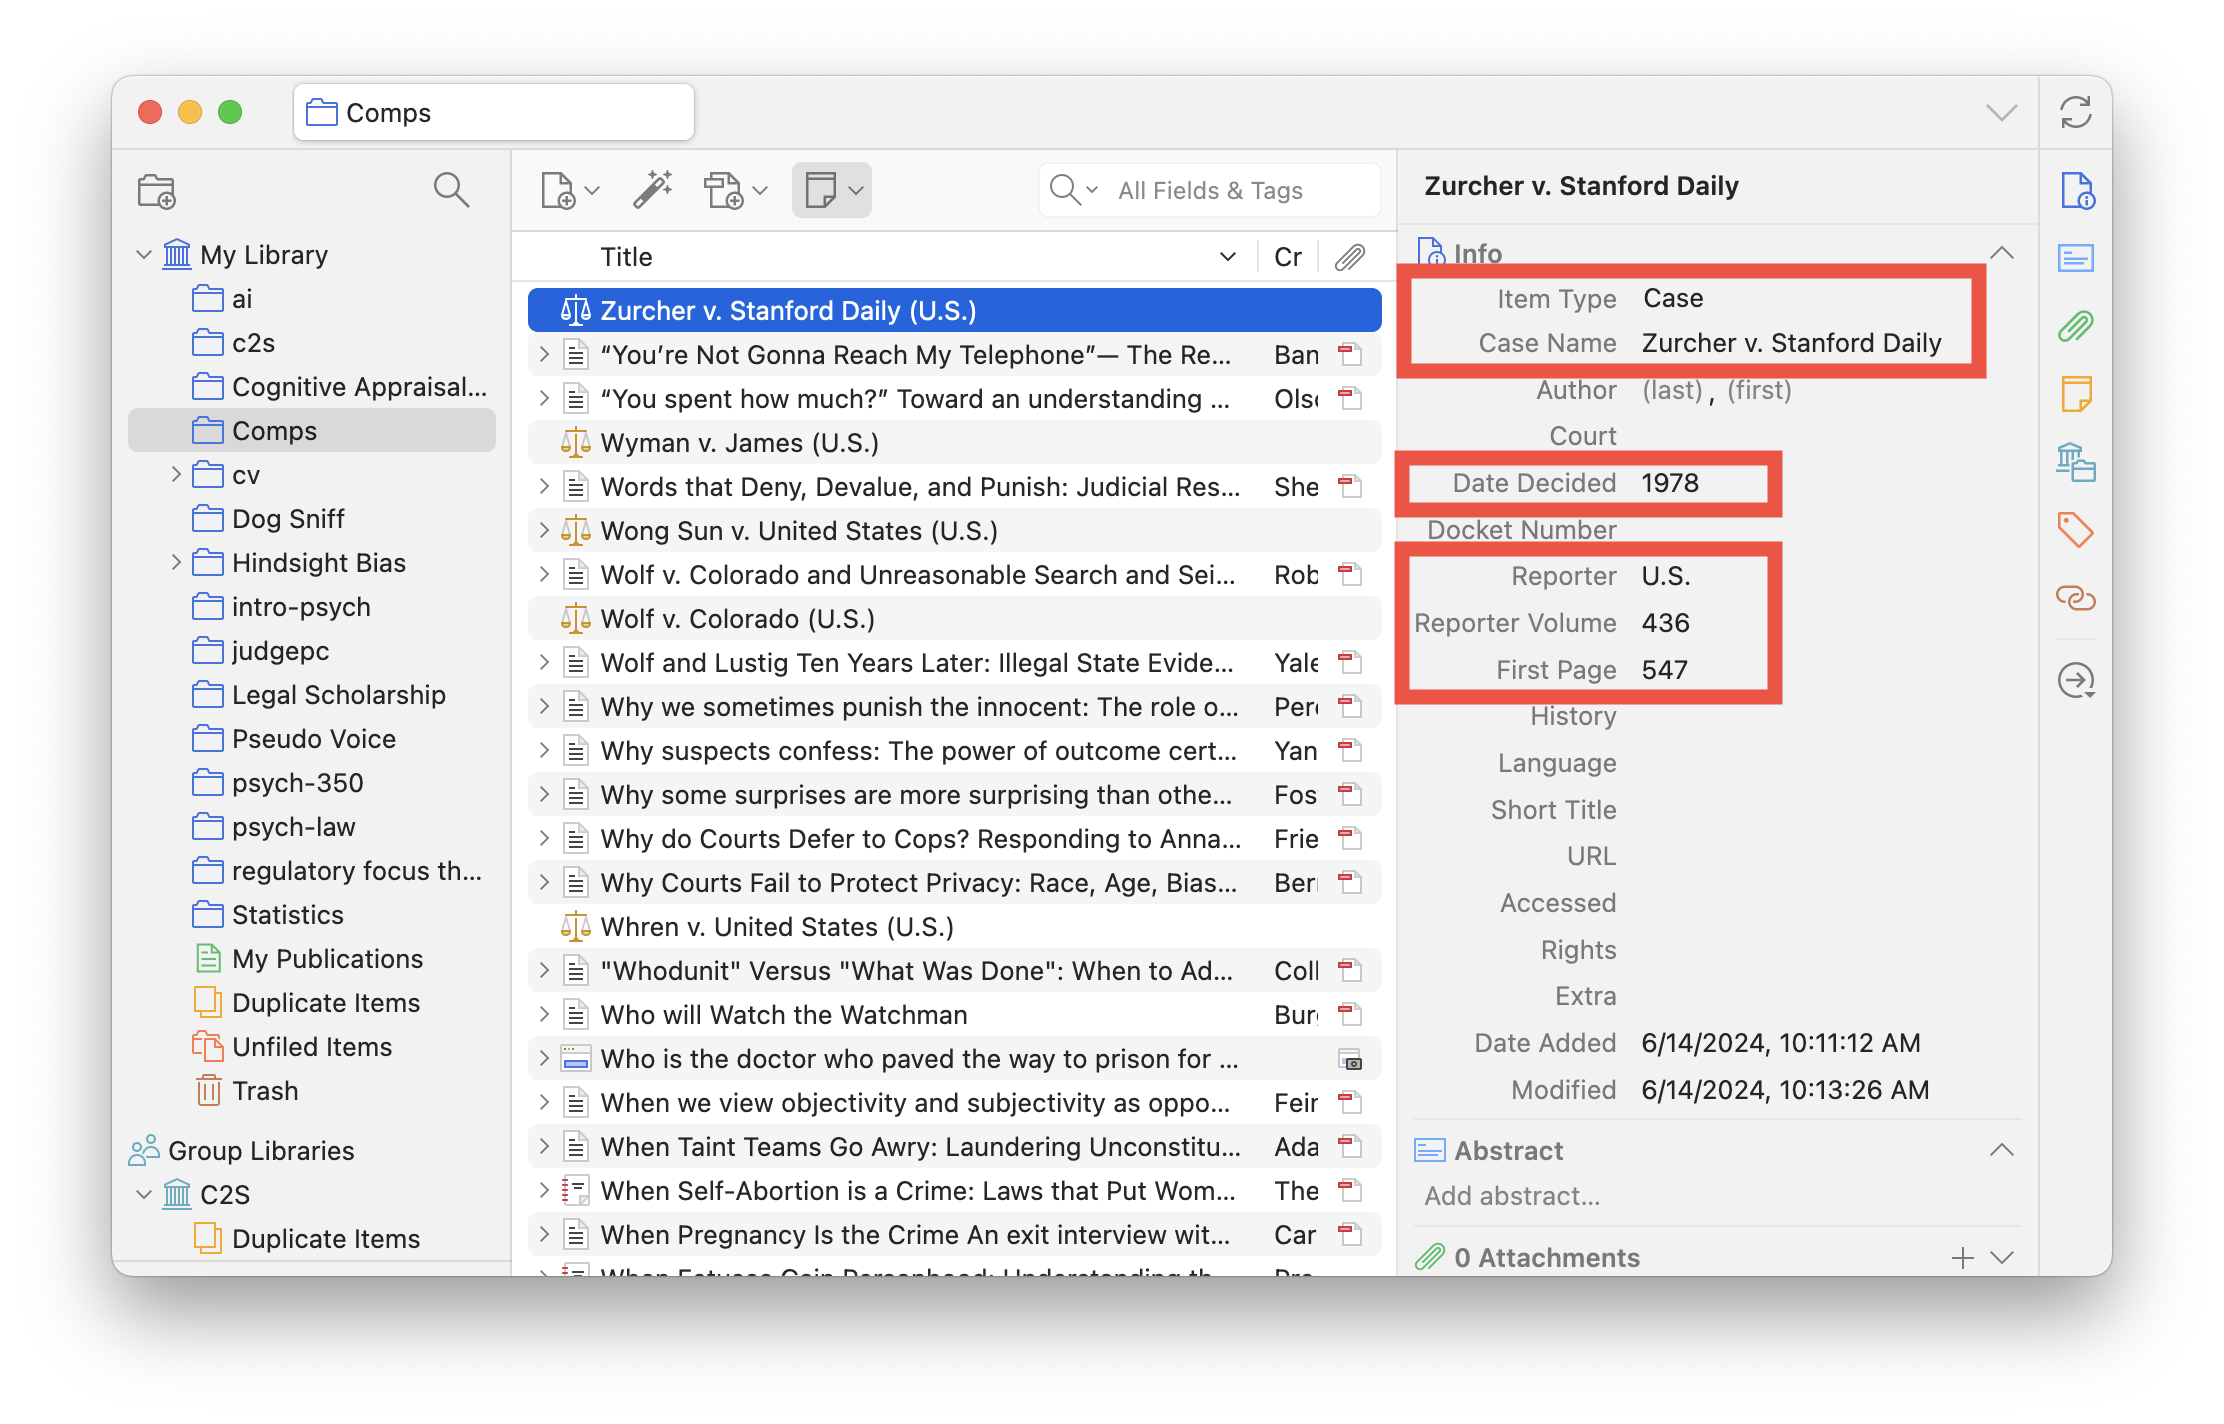 Comps
My Library
ai
c2s
Cognitive Appraisal...
Comps
cv
Dog Sniff
Hindsight Bias
intro-psych
judgepc
Legal Scholarship
Pseudo Voice
psych-350
psych-law
regulatory focus th...
Statistics
My Publications
Duplicate Items
Unfiled Items
Trash
Group Libraries
C2S
Duplicate Items
All Fields & Tags
Title Cr
Zurcher v. Stanford Daily (U.S.)
“You’re Not Gonna Reach My Telephone”— The Re... Ban
“You spent how much?” Toward an understanding ... Olso
Wyman v. James (U.S.)
Words that Deny, Devalue, and Punish: Judicial Res... She
Wong Sun v. United States (U.S.)
Wolf v. Colorado and Unreasonable Search and Sei... Rob
Wolf v. Colorado (U.S.)
Wolf and Lustig Ten Years Later: Illegal State Evide... Yale
Why we sometimes punish the innocent: The role o... Per
Why suspects confess: The power of outcome cert... Yan
Why some surprises are more surprising than othe... Fos
Why do Courts Defer to Cops? Responding to Anna... Frie
Why Courts Fail to Protect Privacy: Race, Age, Bias... Ber
Whren v. United States (U.S.)
"Whodunit" Versus "What Was Done": When to Ad... Coll
Who will Watch the Watchman Bur
Who is the doctor who paved the way to prison for ...
When we view objectivity and subjectivity as oppo... Fein
When Taint Teams Go Awry: Laundering Unconstitu... Ada
When Self-Abortion is a Crime: Laws that Put Wom... The
When Pregnancy Is the Crime An exit interview wit... Car
Zurcher v. Stanford Daily
Info
Item Type Case
Case Name Zurcher v. Stanford Daily
Author (last) , (first)
Court
Date Decided 1978
Docket Number
Reporter U.S.
Reporter Volume 436
First Page 547
History
Language
Short Title
URL
Accessed
Rights
Extra
Date Added 6/14/2024, 10:11:12 AM
Modified 6/14/2024, 10:13:26 AM
Abstract
Add abstract...
0 Attachments